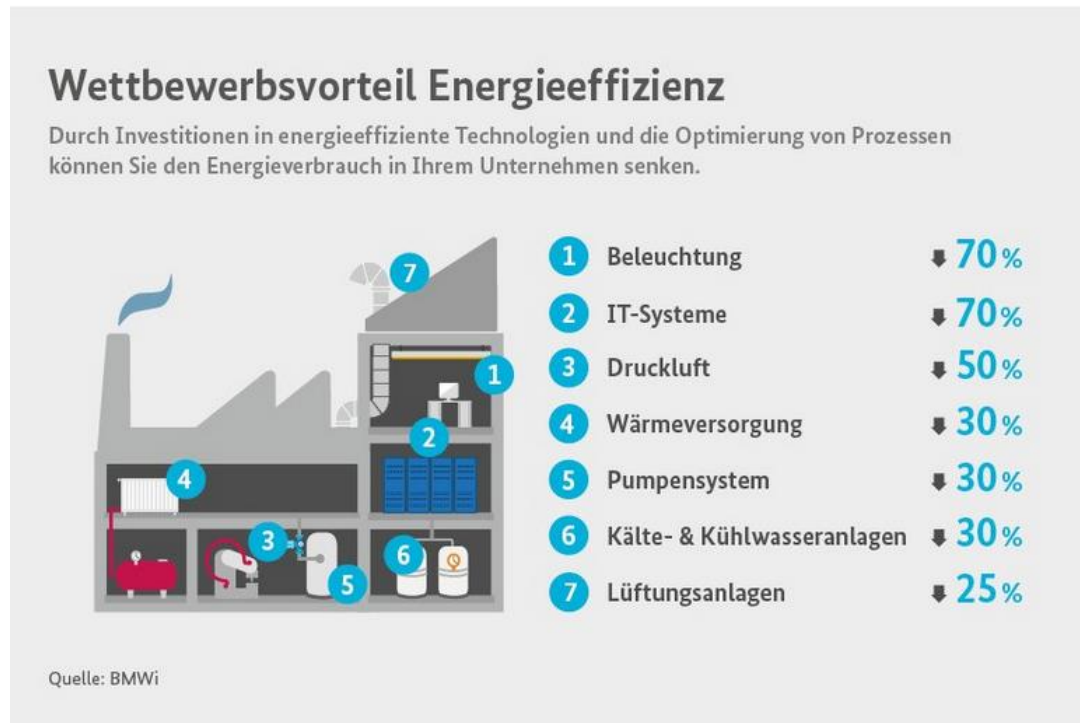 Wettbewerbsvorteil Energieeffizienz
Durch Investitionen in energieeffiziente Technologien und die Optimierung von Prozessen
können Sie den Energieverbrauch in Ihrem Unternehmen senken.
7
1
2
4
3
5
6
1 Beleuchtung 70 %
2 IT-Systeme 70 %
3 Druckluft 50 %
4 Wärmeversorgung 30 %
5 Pumpensystem 30 %
6 Kälte- & Kühlwasseranlagen 30 %
7 Lüftungsanlagen 25 %
Quelle: BMWi